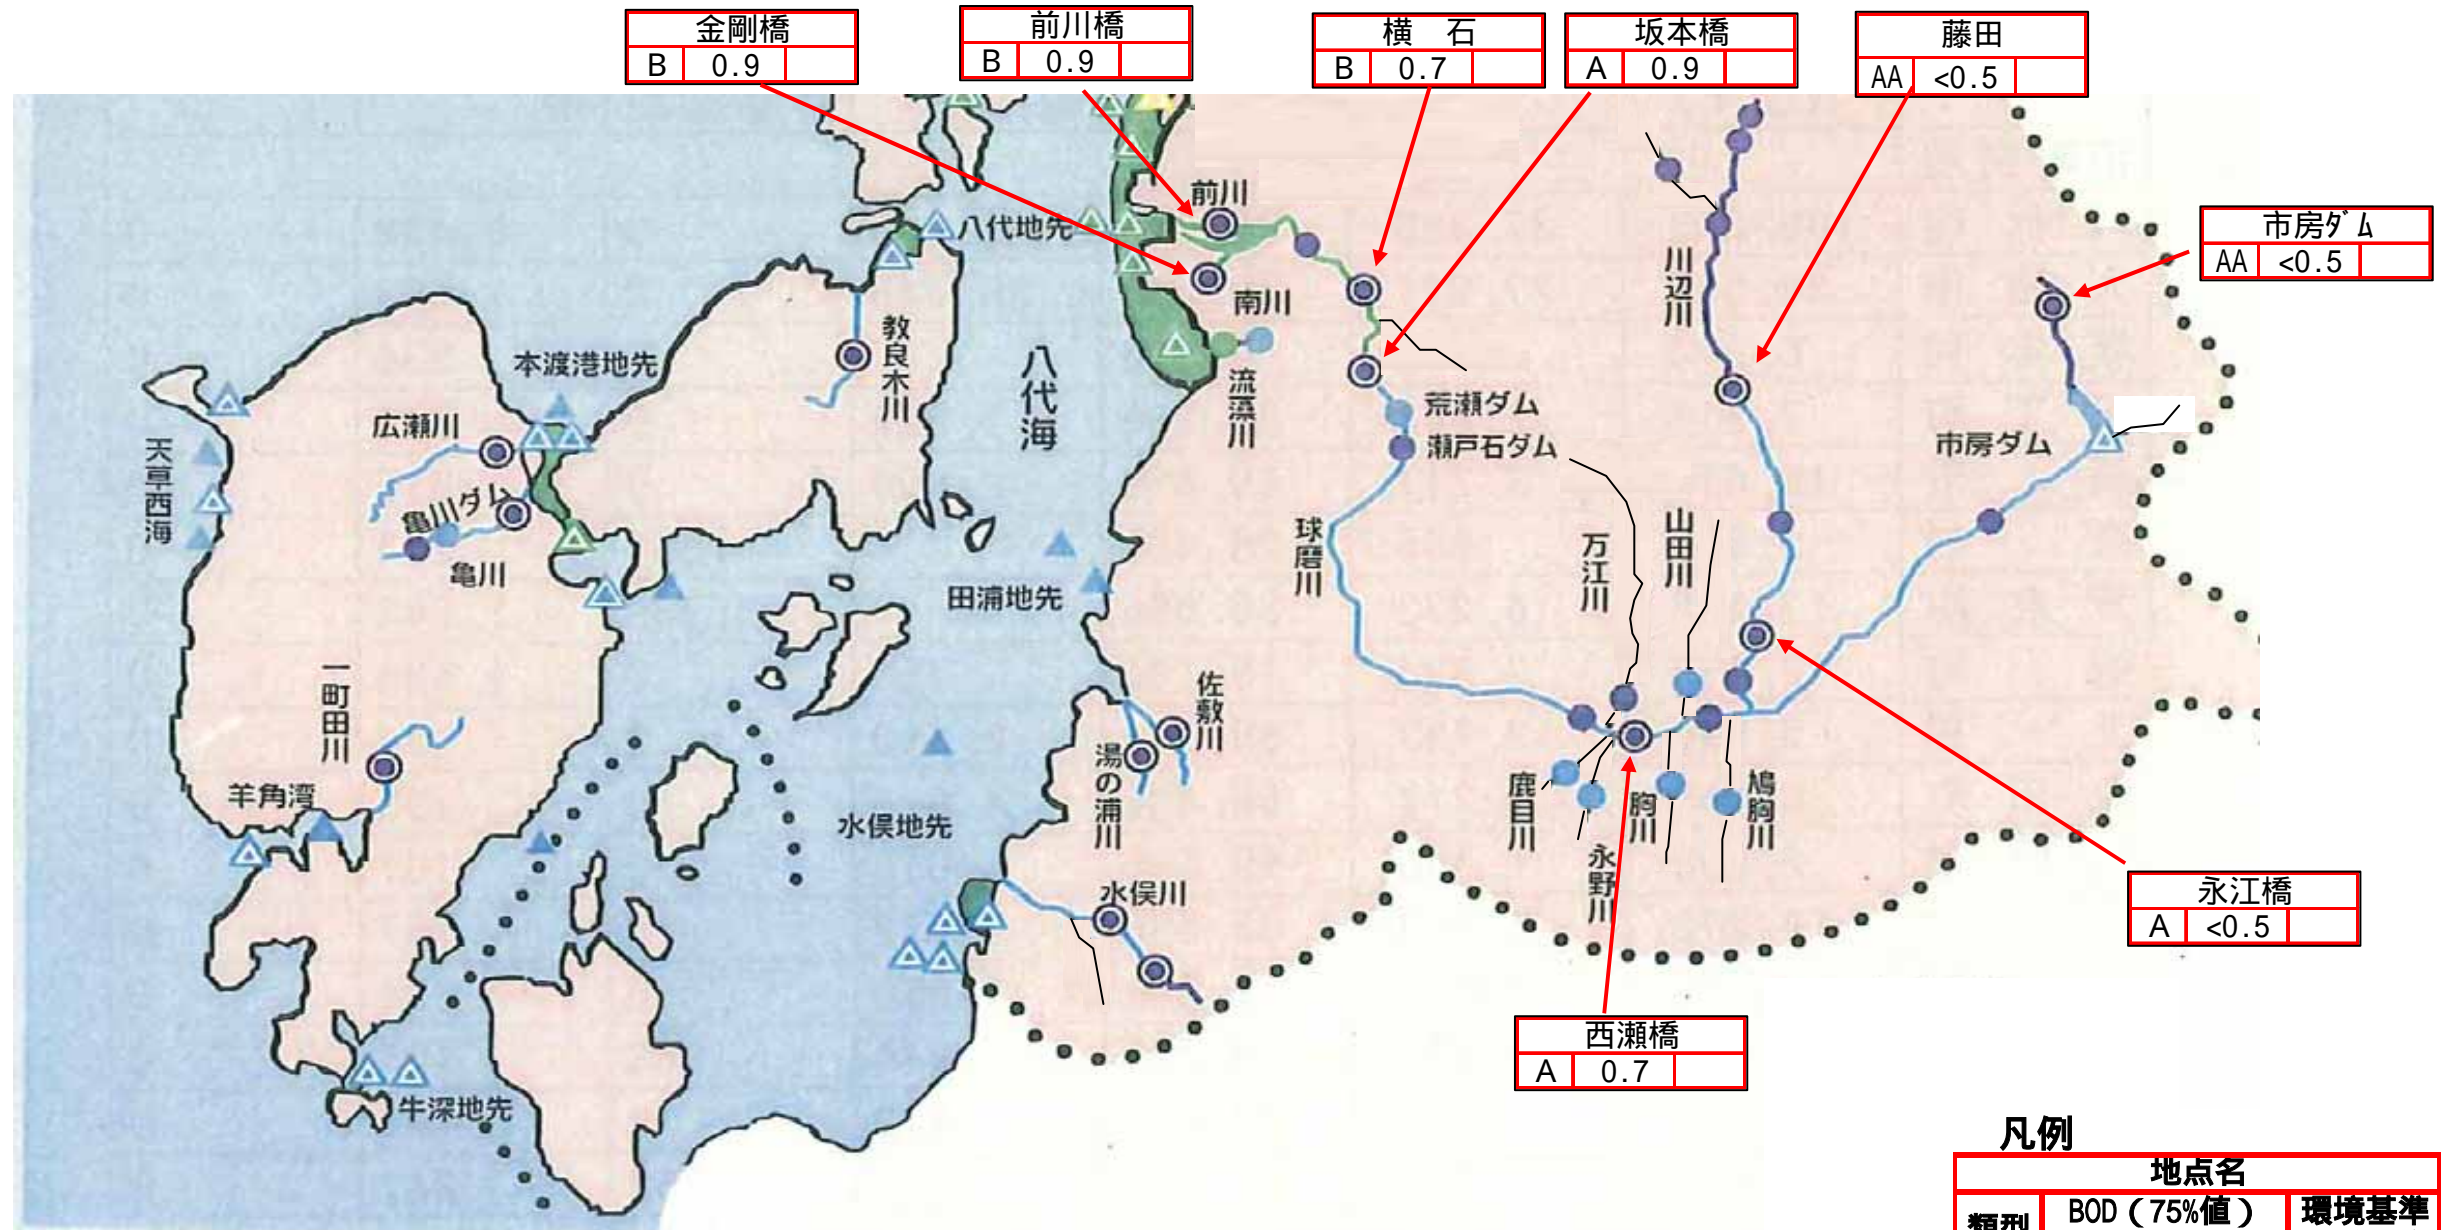 金剛橋
B 0.9
前川橋
B 0.9
横 石
B 0.7
坂本橋
A 0.9
藤田
AA <0.5
市房ダム
AA <0.5
前川
八代地先
南川
川辺川
教良木川
八代海
本渡港地先
流藻川
広瀬川
荒瀬ダム
瀬戸石ダム
市房ダム
天草西海
亀川ダム
亀川
球磨川
万江川
山田川
田浦地先
一町田川
佐敷川
湯の浦川
羊角湾
水俣地先
鹿目川
永野川
胸川
鳩胸川
水俣川
永江橋
A <0.5
西瀬橋
A 0.7
牛深地先
凡例
地点名
類型 BOD(75%値) 環境基準